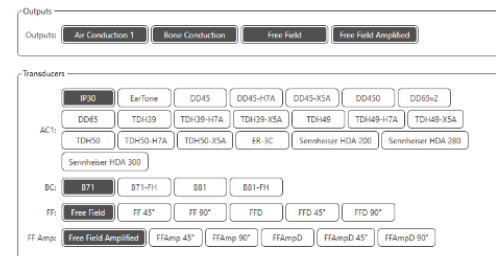 Outputs
Outputs: Air Conduction 1 Bone Conduction Free Field Free Field Amplified
Transducers
IP30 EarTone DD45 DD45-H7A DD45-X5A DD450 DD65v2
DD65 TDH39 TDH39-H7A TDH39-X5A TDH49 TDH49-H7A TDH49-X5A
AC1:
TDH50 TDH50-H7A TDH50-X5A ER-3C Sennheiser HDA 200 Sennheiser HDA 280
Sennheiser HDA 300
BC: B71 B71-FH B81 B81-FH
FF: Free Field FF 45° FF 90° FFD FFD 45° FFD 90°
FF Amp: Free Field Amplified FFAmp 45° FFAmp 90° FFAmpD FFAmpD 45° FFAmpD 90°